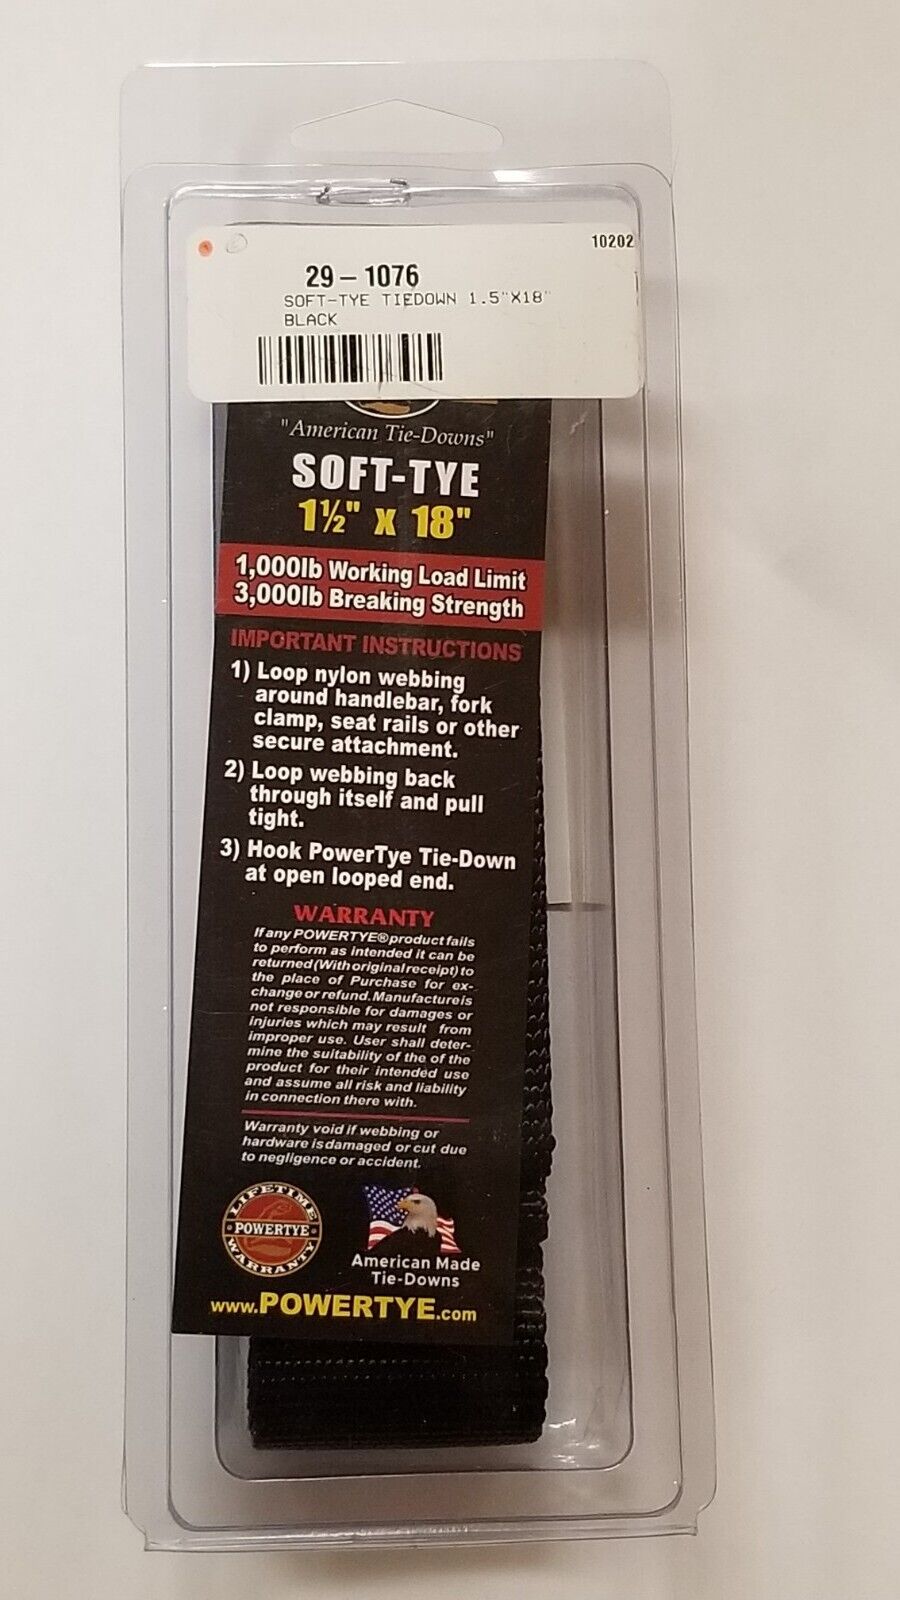 10202
29-1076
SOFT-TYE TIEDOWN 1.5"X18"
BLACK
"American Tie-Downs"
SOFT-TYE
1½" x 18"
1,000lb Working Load Limit
3,000lb Breaking Strength
IMPORTANT INSTRUCTIONS
1) Loop nylon webbing
around handlebar, fork
clamp, seat rails or other
secure attachment.
2) Loop webbing back
through itself and pull
tight.
3) Hook PowerTye Tie-Down
at open looped end.
WARRANTY
If any POWERTYE® product fails
to perform as intended it can be
returned (With original receipt) to
the place of Purchase for ex-
change or refund. Manufacture is
not responsible for damages or
injuries which may result from
improper use. User shall deter-
mine the suitability of the of the
product for their intended use
and assume all risk and liability
in connection there with.
Warranty void if webbing or
hardware is damaged or cut due
to negligence or accident.
LIFETIME
POWERTYE
WARRANTY
American Made
Tie-Downs
www.POWERTYE.com